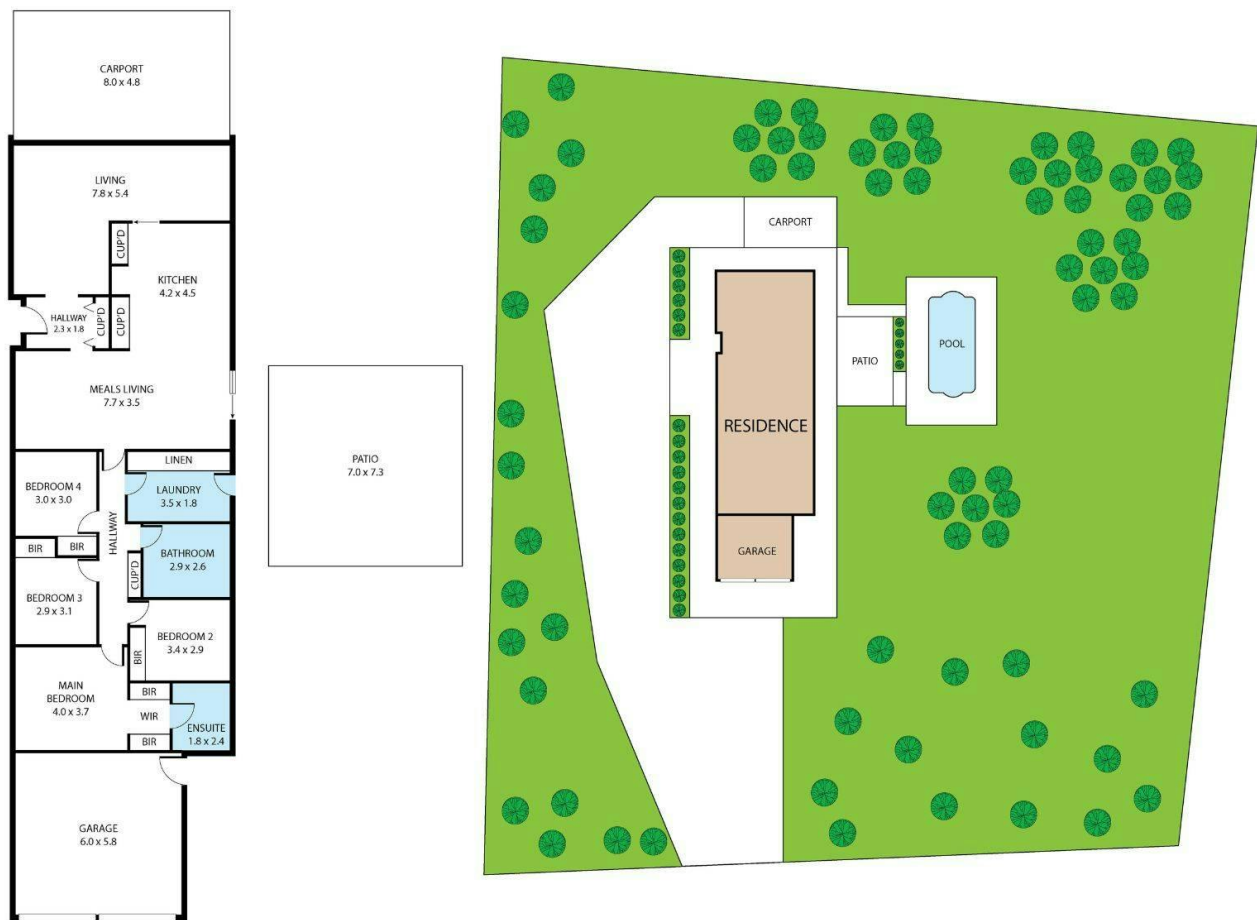 CARPORT
8.0 x 4.8
LIVING
7.8 x 5.4
CUP'D
KITCHEN
4.2 x 4.5
HALLWAY
2.3 x 1.8
CUP'D
CUP'D
MEALS LIVING
7.7 x 3.5
LINEN
BEDROOM 4
3.0 x 3.0
LAUNDRY
3.5 x 1.8
HALLWAY
BIR
BIR
BATHROOM
2.9 x 2.6
CUP'D
BEDROOM 3
2.9 x 3.1
BEDROOM 2
3.4 x 2.9
BIR
MAIN
BEDROOM
4.0 x 3.7
BIR
WIR
BIR
ENSUITE
1.8 x 2.4
GARAGE
6.0 x 5.8
PATIO
7.0 x 7.3
CARPORT
POOL
PATIO
RESIDENCE
GARAGE